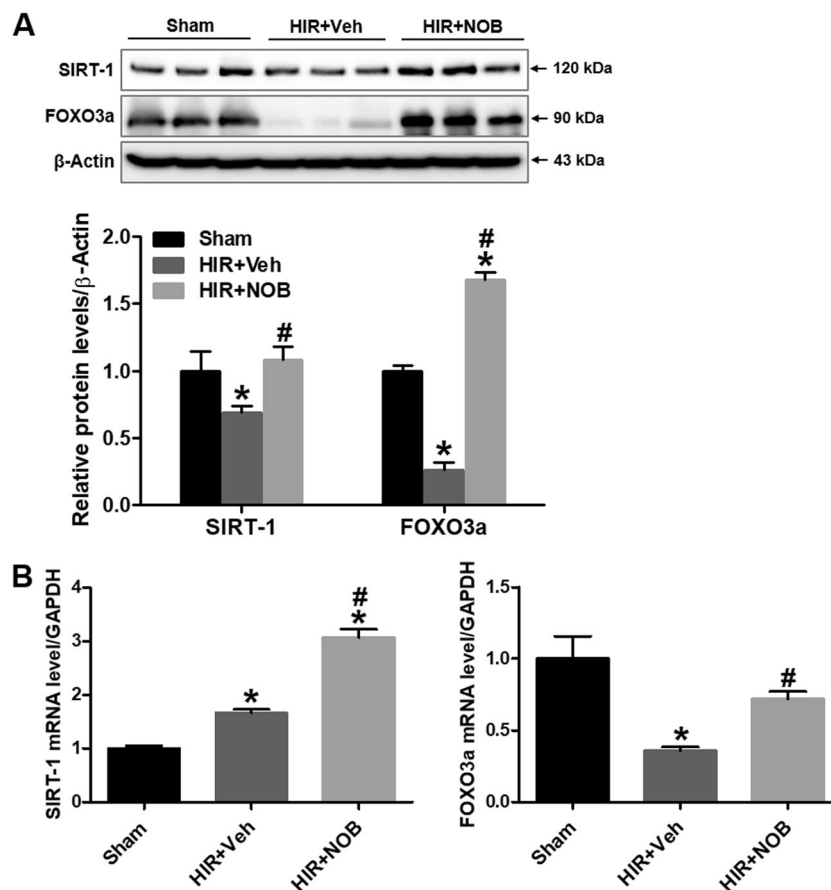 A
Sham HIR+Veh HIR+NOB
SIRT-1 ← 120 kDa
FOXO3a ← 90 kDa
β-Actin ← 43 kDa
Relative protein levels/β-Actin
2.0
1.5
1.0
0.5
0.0
Sham
HIR+Veh
HIR+NOB
* #
* # *
SIRT-1 FOXO3a
B
SIRT-1 mRNA level/GAPDH
4
3
2
1
0
* # *
Sham HIR+Veh HIR+NOB
FOXO3a mRNA level/GAPDH
1.5
1.0
0.5
0.0
* #
Sham HIR+Veh HIR+NOB